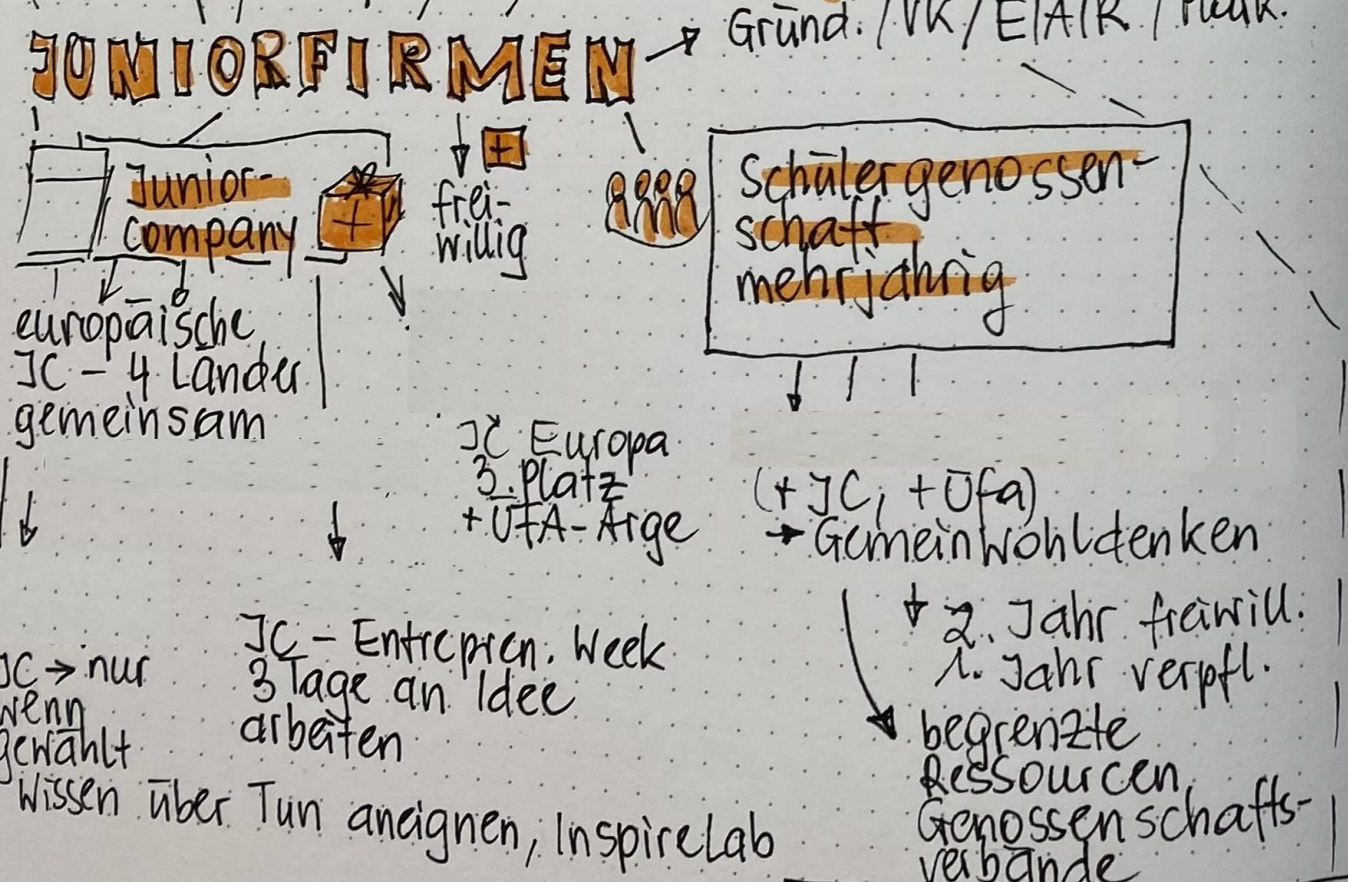 Gründ. / VK / E/A/R /
JUNIORFIRMEN
Junior-
company
+
+
frei-
willig
Schülergenossen-
schaft
mehrjährig
europäische
JC - 4 Länder
gemeinsam
JC Europa
3. Platz
+ ÜFA-Arge
(+ JC, + Üfa)
→ Gemeinwohldenken
2. Jahr freiwill.
1. Jahr verpfl.
begrenzte
Ressourcen
Genossenschafts-
verbände
JC → nur
wenn
gewählt
JC - Entrepren. Week
3 Tage an Idee
arbeiten
Wissen über Tun aneignen, InspireLab